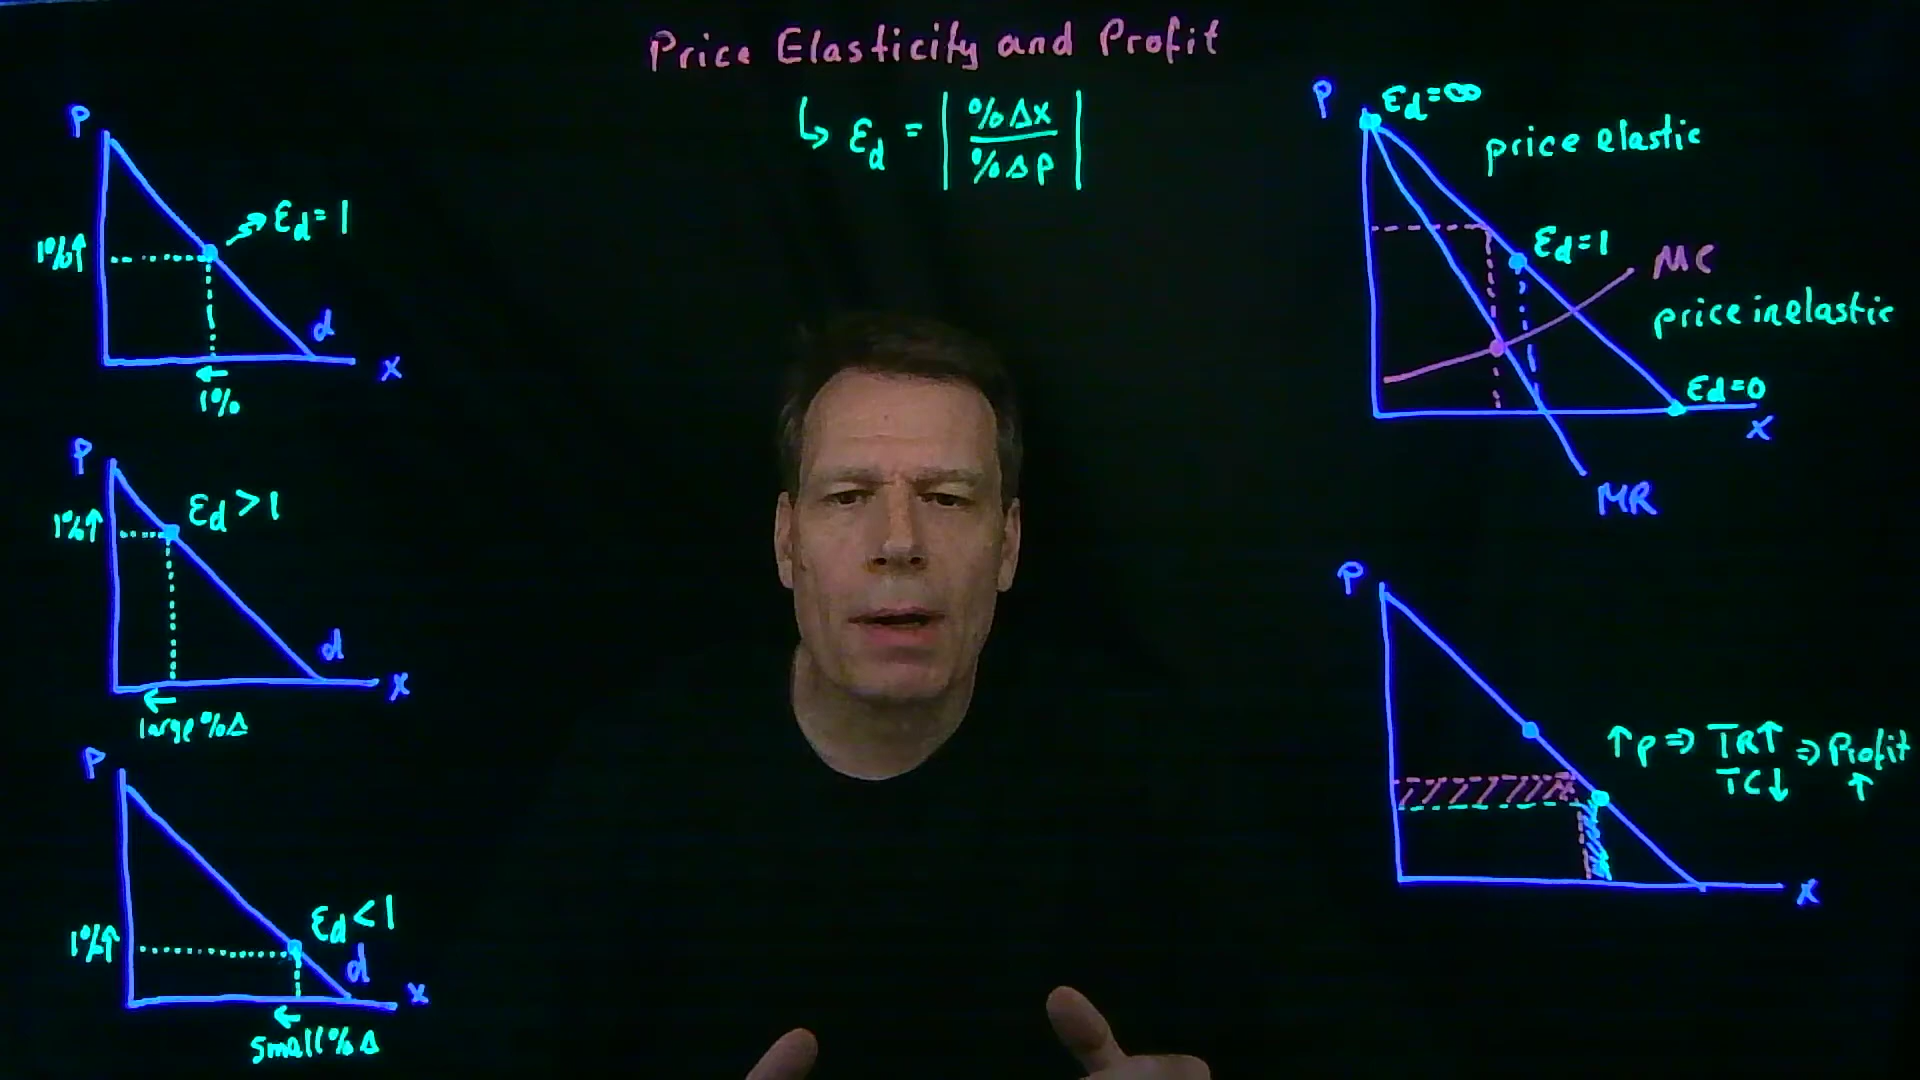 Price Elasticity and Profit
↳ εd = | %Δx / %Δp |
P
1%↑
εd = 1
d
x
1%
P
1%↑
εd > 1
d
x
large %Δ
P
1%↑
εd < 1
d
x
small % Δ
P
εd = ∞
price elastic
εd = 1
MC
price inelastic
εd = 0
x
MR
P
↑p ⇒ TR↑ ⇒ Profit
TC↓ ↑
x